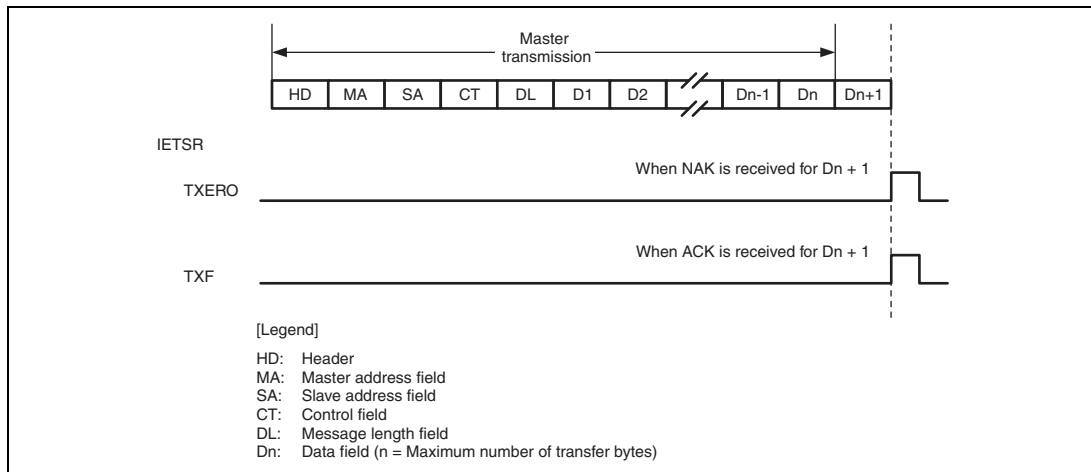 Master
transmission
HD MA SA CT DL D1 D2 Dn-1 Dn Dn+1
IETSR
When NAK is received for Dn + 1
TXERO
When ACK is received for Dn + 1
TXF
[Legend]
HD: Header
MA: Master address field
SA: Slave address field
CT: Control field
DL: Message length field
Dn: Data field (n = Maximum number of transfer bytes)